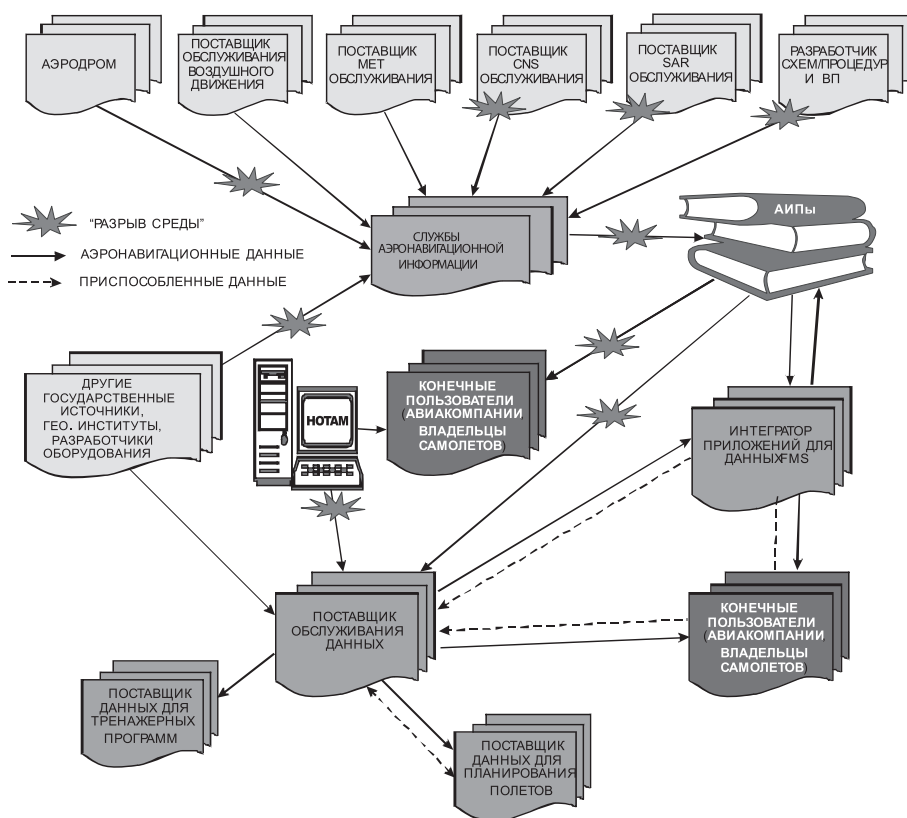 АЭРОДРОМ
ПОСТАВЩИК
ОБСЛУЖИВАНИЯ
ВОЗДУШНОГО
ДВИЖЕНИЯ
ПОСТАВЩИК
МЕТ
ОБСЛУЖИВАНИЯ
ПОСТАВЩИК
CNS
ОБСЛУЖИВАНИЯ
ПОСТАВЩИК
SAR
ОБСЛУЖИВАНИЯ
РАЗРАБОТЧИК
СХЕМ/ПРОЦЕДУР
И ВП
"РАЗРЫВ СРЕДЫ"
АЭРОНАВИГАЦИОННЫЕ ДАННЫЕ
ПРИСПОСОБЛЕННЫЕ ДАННЫЕ
СЛУЖБЫ
АЭРОНАВИГАЦИОННОЙ
ИНФОРМАЦИИ
АИПы
ДРУГИЕ
ГОСУДАРСТВЕННЫЕ
ИСТОЧНИКИ,
ГЕО. ИНСТИТУТЫ,
РАЗРАБОТЧИКИ
ОБОРУДОВАНИЯ
НОТАМ
КОНЕЧНЫЕ
ПОЛЬЗОВАТЕЛИ
(АВИАКОМПАНИИ
ВЛАДЕЛЬЦЫ
САМОЛЕТОВ)
ИНТЕГРАТОР
ПРИЛОЖЕНИЙ ДЛЯ
ДАННЫХ FMS
ПОСТАВЩИК
ОБСЛУЖИВАНИЯ
ДАННЫХ
КОНЕЧНЫЕ
ПОЛЬЗОВАТЕЛИ
(АВИАКОМПАНИИ
ВЛАДЕЛЬЦЫ
САМОЛЕТОВ)
ПОСТАВЩИК
ДАННЫХ ДЛЯ
ТРЕНАЖЕРНЫХ
ПРОГРАММ
ПОСТАВЩИК
ДАННЫХ ДЛЯ
ПЛАНИРОВАНИЯ
ПОЛЕТОВ